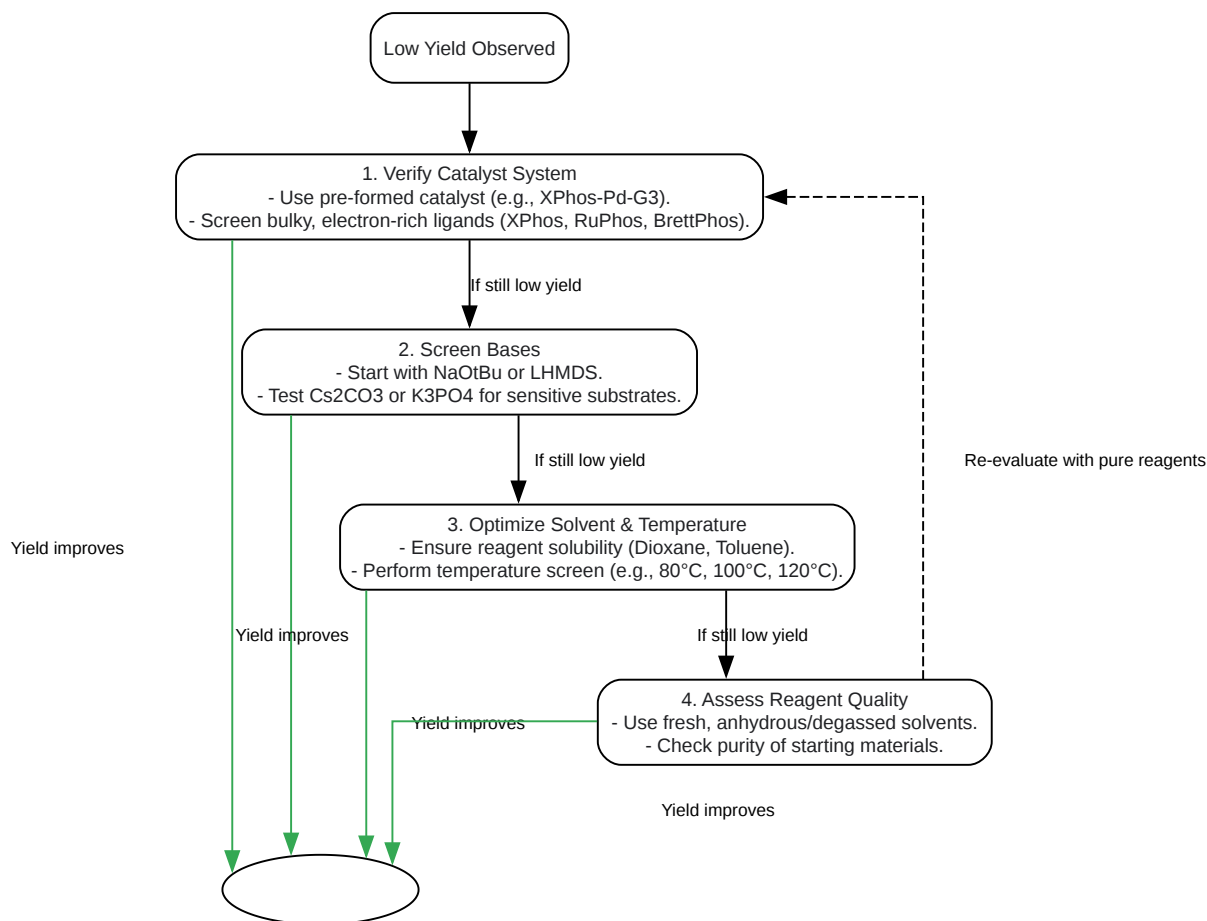 Low Yield Observed
1. Verify Catalyst System
- Use pre-formed catalyst (e.g., XPhos-Pd-G3).
- Screen bulky, electron-rich ligands (XPhos, RuPhos, BrettPhos).
If still low yield
2. Screen Bases
- Start with NaOtBu or LHMDS.
- Test Cs2CO3 or K3PO4 for sensitive substrates.
If still low yield
Re-evaluate with pure reagents
3. Optimize Solvent & Temperature
- Ensure reagent solubility (Dioxane, Toluene).
- Perform temperature screen (e.g., 80°C, 100°C, 120°C).
Yield improves
Yield improves
If still low yield
4. Assess Reagent Quality
- Use fresh, anhydrous/degassed solvents.
- Check purity of starting materials.
Yield improves
Yield improves